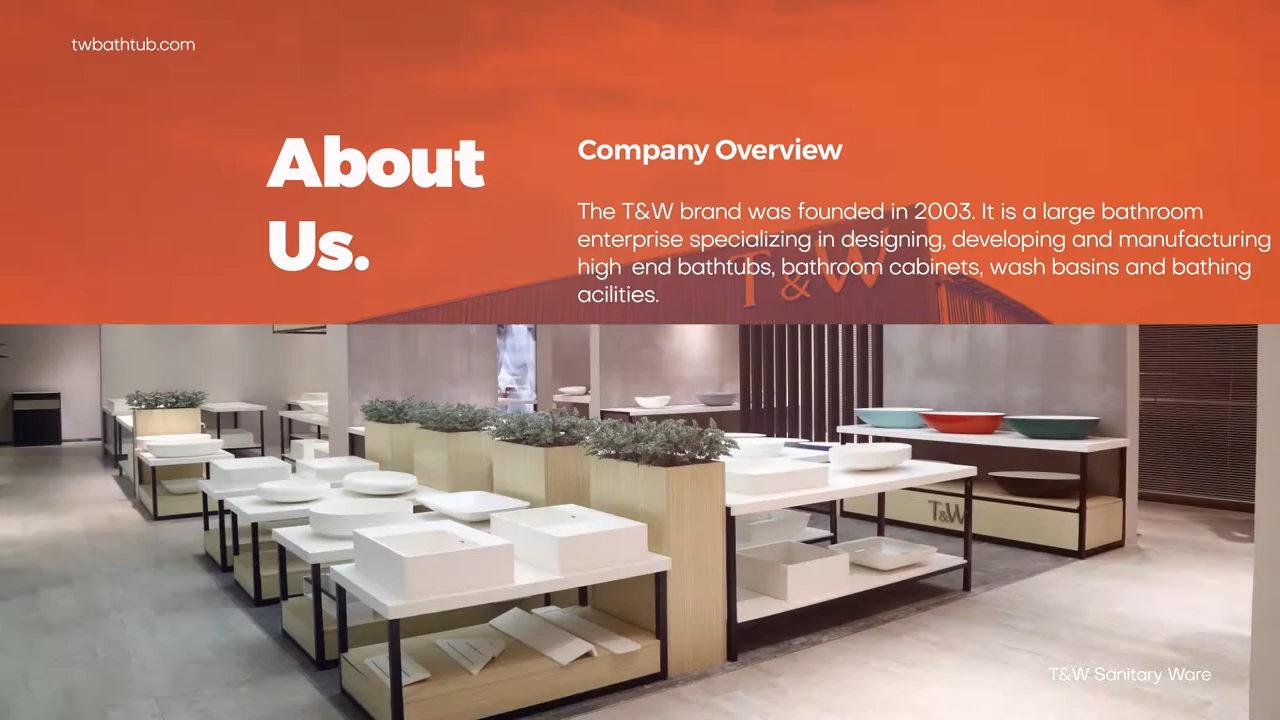 twbathtub.com
About
Us.
Company Overview
The T&W brand was founded in 2003. It is a large bathroom
enterprise specializing in designing, developing and manufacturing
high end bathtubs, bathroom cabinets, wash basins and bathing
acilities.
T&W
T&W
T&W Sanitary Ware